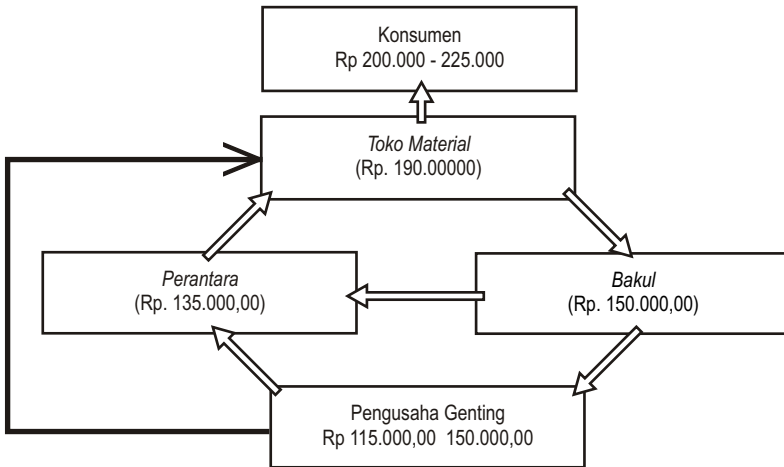 Konsumen
Rp 200.000 - 225.000
Toko Material
(Rp. 190.00000)
Perantara
(Rp. 135.000,00)
Bakul
(Rp. 150.000,00)
Pengusaha Genting
Rp 115.000,00 150.000,00